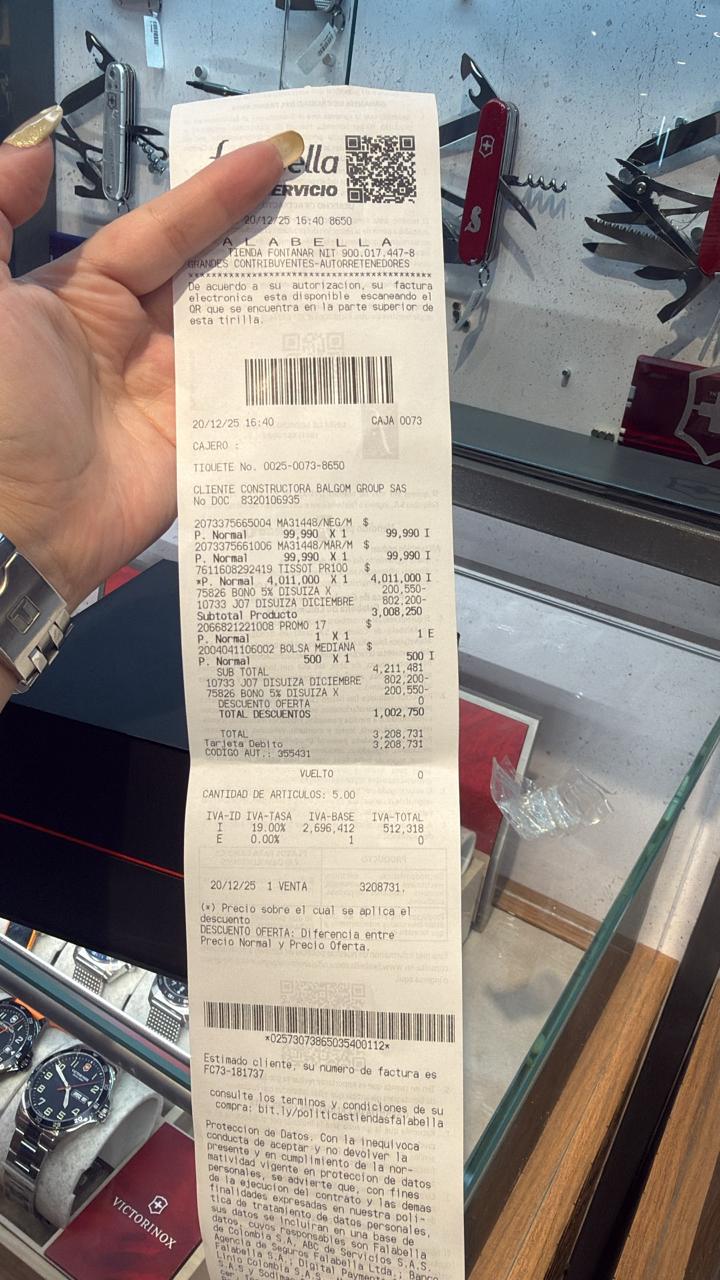 ella
ERVICIO
20/12/25 16:40 8650
ALABELLA
TIENDA FONTANAR NIT 900.017.447-8
GRANDES CONTRIBUYENTES-AUTORRETENEDORES
****************************************
De acuerdo a su autorizacion, su factura
electronica esta disponible escaneando el
QR que se encuentra en la parte superior de
esta tirilla.
20/12/25 16:40 CAJA 0073
CAJERO :
TIQUETE No. 0025-0073-8650
CLIENTE CONSTRUCTORA BALGOM GROUP SAS
No DOC 8320106935
2073375665004 MA31448/NEG/M $
P. Normal 99,990 X 1 99,990 I
2073375661006 MA31448/MAR/M $
P. Normal 99,990 X 1 99,990 I
7611608292419 TISSOT PR100 $
*P. Normal 4,011,000 X 1 4,011,000 I
75826 BONO 5% DISUIZA X 200,550-
10733 J07 DISUIZA DICIEMBRE 802,200-
Subtotal Producto 3,008,250
2066821221008 PROMO 17 $
P. Normal 1 X 1 1 E
2004041106002 BOLSA MEDIANA $
P. Normal 500 X 1 500 I
SUB TOTAL 4,211,481
10733 J07 DISUIZA DICIEMBRE 802,200-
75826 BONO 5% DISUIZA X 200,550-
DESCUENTO OFERTA 0
TOTAL DESCUENTOS 1,002,750
TOTAL 3,208,731
Tarjeta Debito 3,208,731
CODIGO AUT.: 355431
VUELTO 0
CANTIDAD DE ARTICULOS: 5.00
IVA-ID IVA-TASA IVA-BASE IVA-TOTAL
I 19.00% 2,696,412 512,318
E 0.00% 1 0
20/12/25 1 VENTA 3208731,
(*) Precio sobre el cual se aplica el
descuento
DESCUENTO OFERTA: Diferencia entre
Precio Normal y Precio Oferta.
*02573073865035400112*
Estimado cliente, su numero de factura es
FC73-181737
consulte los terminos y condiciones de su
compra: bit.ly/politicastiendasfalabella
Proteccion de Datos. Con la inequivoca
conducta de aceptar y no devolver la
presente y en cumplimiento de la nor-
matividad vigente en proteccion de datos
personales, se advierte que, con fines
de la ejecucion del contrato y las demas
finalidades expresadas en nuestra poli-
tica de tratamiento de datos personales,
sus datos se incluiran en una base de
datos, cuyos responsables son Falabella
de Colombia S.A, ABC de Servicios S.A.S,
Agencia de Seguros Falabella Ltda.; Banco
Falabella S.A.; Digital Payments
Linio Colombia S.A.S
S.A.S y Sodimac
VICTORINOX